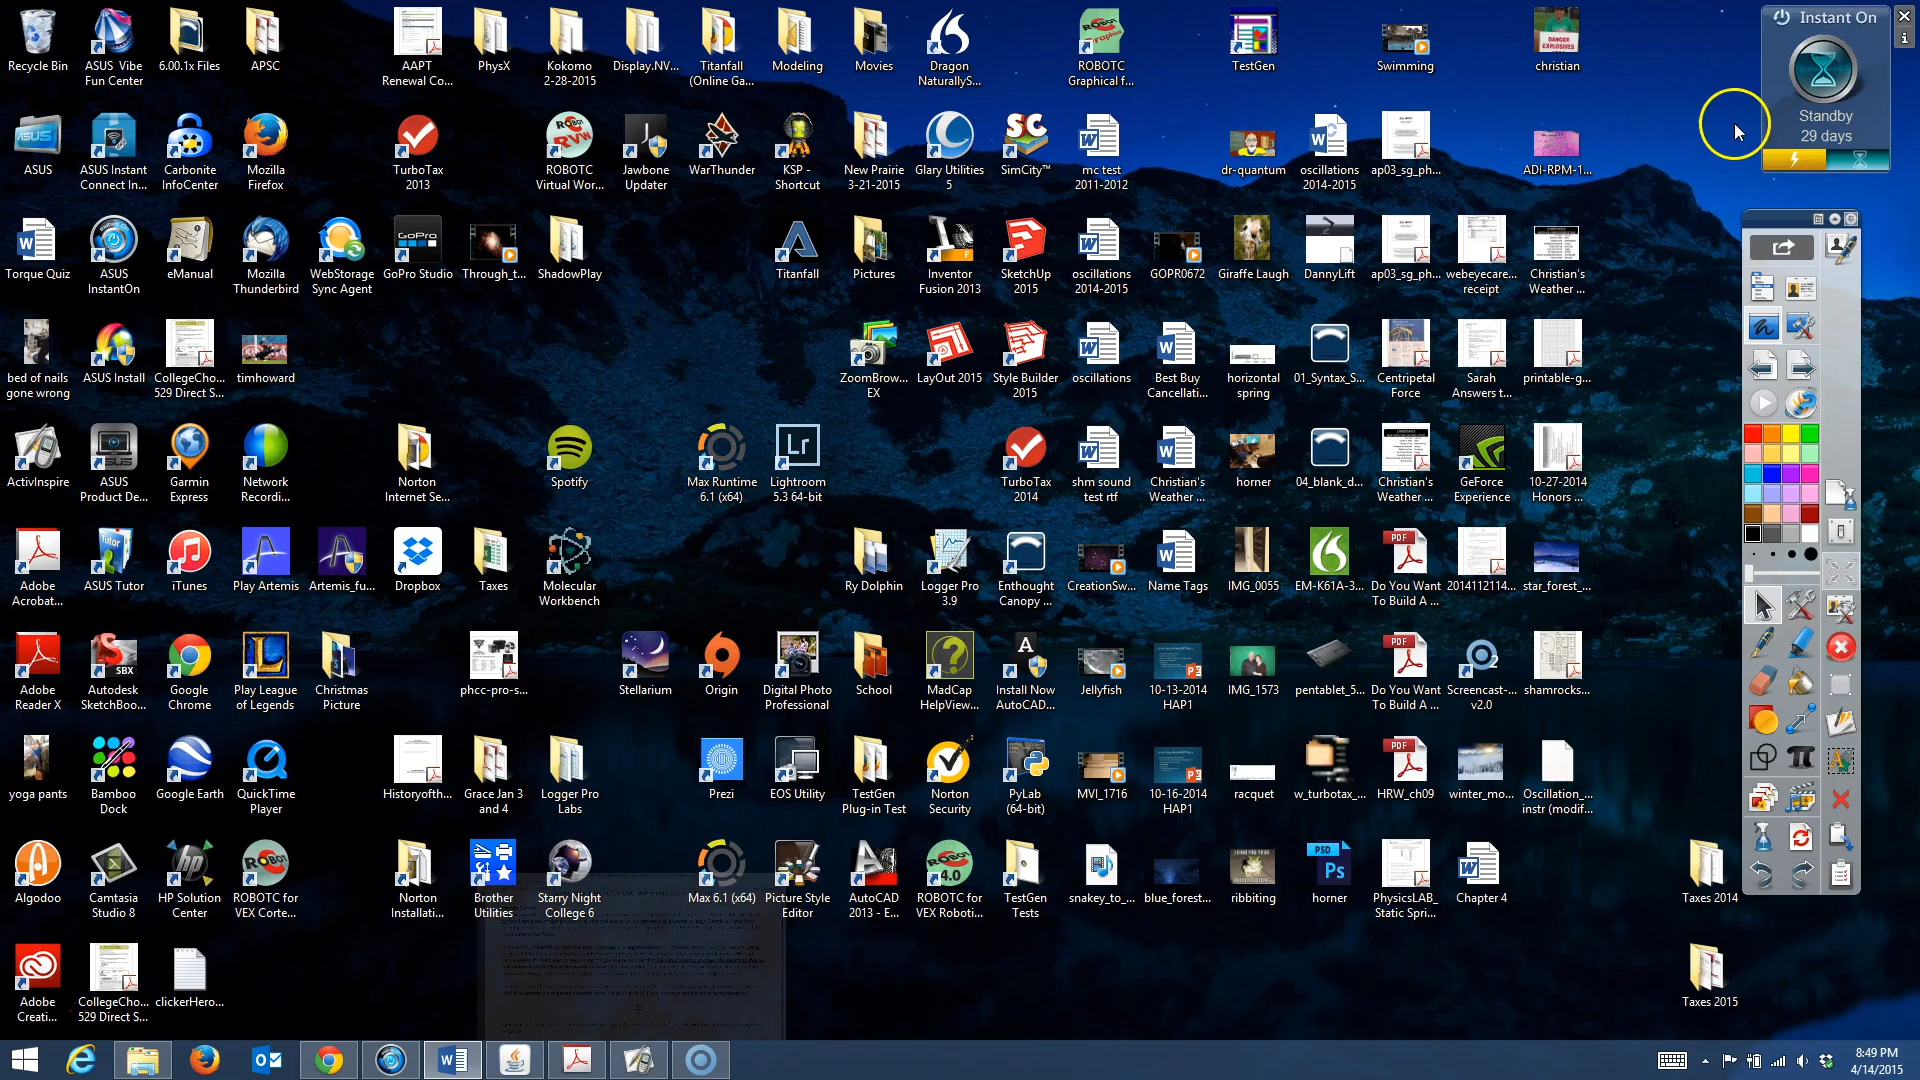 Recycle Bin
ASUS Vibe
Fun Center
6.00.1x Files
APSC
AAPT
Renewal Co...
PhysX
Kokomo
2-28-2015
Display.NV...
Titanfall
(Online Ga...
Modeling
Movies
Dragon
NaturallyS...
ROBOTC
Graphical f...
TestGen
Swimming
christian
Instant On
Standby
29 days
ASUS
ASUS Instant
Connect In...
Carbonite
InfoCenter
Mozilla
Firefox
TurboTax
2013
ROBOTC
Virtual Wor...
Jawbone
Updater
WarThunder
KSP -
Shortcut
New Prairie
3-21-2015
Glary Utilities
5
SimCity™
mc test
2011-2012
dr-quantum
oscillations
2014-2015
ap03_sg_ph...
ADI-RPM-1...
Torque Quiz
ASUS
InstantOn
eManual
Mozilla
Thunderbird
WebStorage
Sync Agent
GoPro Studio
Through_t...
ShadowPlay
Titanfall
Pictures
Inventor
Fusion 2013
SketchUp
2015
oscillations
2014-2015
GOPR0672
Giraffe Laugh
DannyLift
ap03_sg_ph...
webeyecare...
receipt
Christian's
Weather ...
bed of nails
gone wrong
ASUS Install
CollegeCho...
529 Direct S...
timhoward
ZoomBrow...
EX
LayOut 2015
Style Builder
2015
oscillations
Best Buy
Cancellati...
horizontal
spring
01_Syntax_S...
Centripetal
Force
Sarah
Answers t...
printable-g...
ActivInspire
ASUS
Product De...
Garmin
Express
Network
Recordi...
Norton
Internet Se...
Spotify
Max Runtime
6.1 (x64)
Lightroom
5.3 64-bit
TurboTax
2014
shm sound
test rtf
Christian's
Weather ...
horner
04_blank_d...
Christian's
Weather ...
GeForce
Experience
10-27-2014
Honors ...
Adobe
Acrobat...
ASUS Tutor
iTunes
Play Artemis
Artemis_fu...
Dropbox
Taxes
Molecular
Workbench
Ry Dolphin
Logger Pro
3.9
Enthought
Canopy ...
CreationSw...
Name Tags
IMG_0055
EM-K61A-3...
Do You Want
To Build A ...
2014112114...
star_forest_...
Adobe
Reader X
Autodesk
SketchBoo...
Google
Chrome
Play League
of Legends
Christmas
Picture
phcc-pro-s...
Stellarium
Origin
Digital Photo
Professional
School
MadCap
HelpView...
Install Now
AutoCAD...
Jellyfish
10-13-2014
HAP1
IMG_1573
pentablet_5...
Do You Want
To Build A ...
Screencast-...
v2.0
shamrocks...
yoga pants
Bamboo
Dock
Google Earth
QuickTime
Player
Historyofth...
Grace Jan 3
and 4
Logger Pro
Labs
Prezi
EOS Utility
TestGen
Plug-in Test
Norton
Security
PyLab
(64-bit)
MVI_1716
10-16-2014
HAP1
racquet
w_turbotax_...
HRW_ch09
winter_mo...
Oscillation_...
instr (modif...
Algodoo
Camtasia
Studio 8
HP Solution
Center
ROBOTC for
VEX Corte...
Norton
Installati...
Brother
Utilities
Starry Night
College 6
Max 6.1 (x64)
Picture Style
Editor
AutoCAD
2013 - E...
ROBOTC for
VEX Roboti...
TestGen
Tests
snakey_to_...
blue_forest...
ribbiting
horner
PhysicsLAB_
Static Spri...
Chapter 4
Taxes 2014
Adobe
Creati...
CollegeCho...
529 Direct S...
clickerHero...
Taxes 2015
8:49 PM
4/14/2015